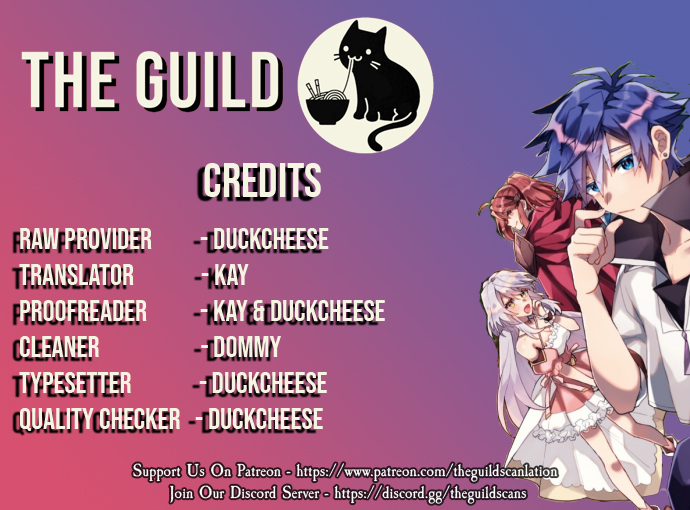 THE GUILD
CREDITS
RAW PROVIDER - DUCKCHEESE
TRANSLATOR - KAY
PROOFREADER - KAY & DUCKCHEESE
CLEANER - DOMMY
TYPESETTER - DUCKCHEESE
QUALITY CHECKER - DUCKCHEESE
Support Us On Patreon - https://www.patreon.com/theguildscanlation
Join Our Discord Server - https://discord.gg/theguildscans